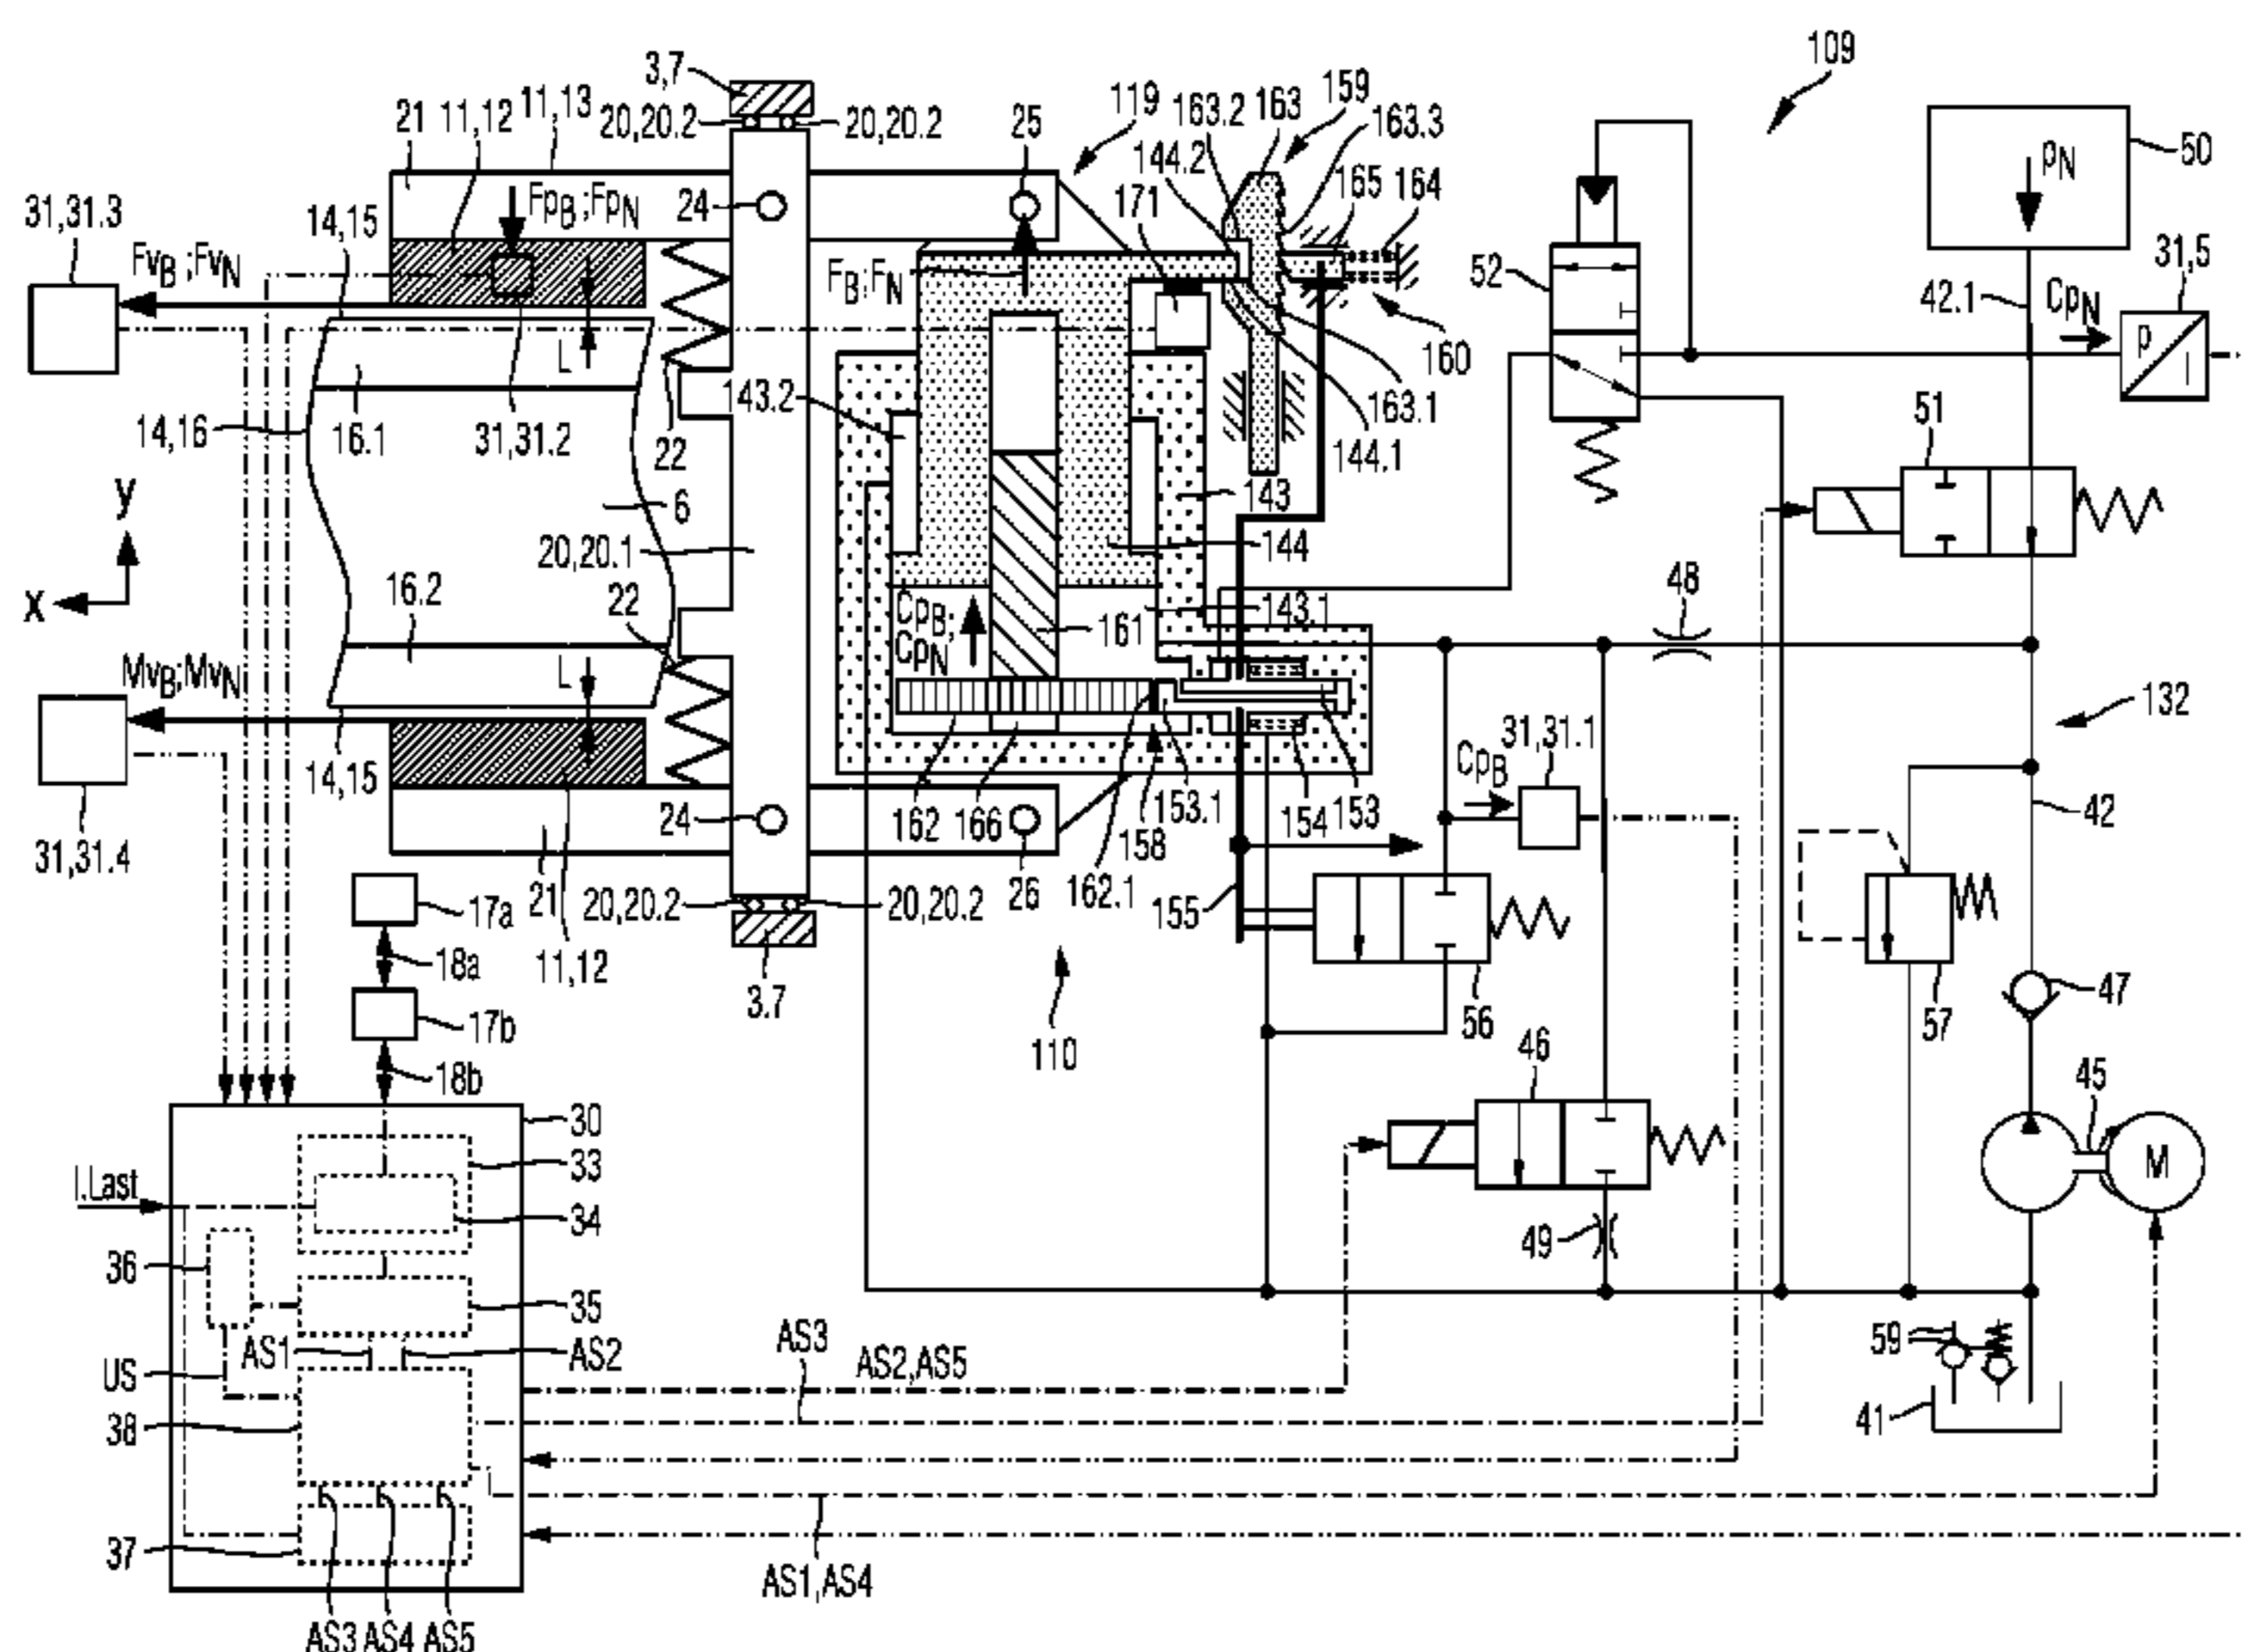 109
3,7
11,13
119
25
163.2
163
159
163.3
21
11,12
20,20.2
20,20.2
144.2
165
164
50
pN
171
31,31.3
14,15
FpB;FpN
24
52
31,5
FvB;FvN
FB;FN
42.1
CpN
p
I
L
160
163.1
144.1
51
143.2
14,16
16.1
31,31.2
22
143
y
6
144
20,20.1
x
16.2
22
CpB;
CpN
161
143.1
48
MvB;MvN
L
132
31,31.1
CpB
162
166
153.1
154
153
42
14,15
24
158
31,31.4
162.1
21
20,20.2
20,20.2
26
155
17a
11,12
18a
3.7
110
56
57
47
17b
46
45
18b
M
30
33
I.Last
34
49
36
35
59
AS1
AS2
AS3
AS2,AS5
US
38
41
37
AS1,AS4
AS3
AS4
AS5